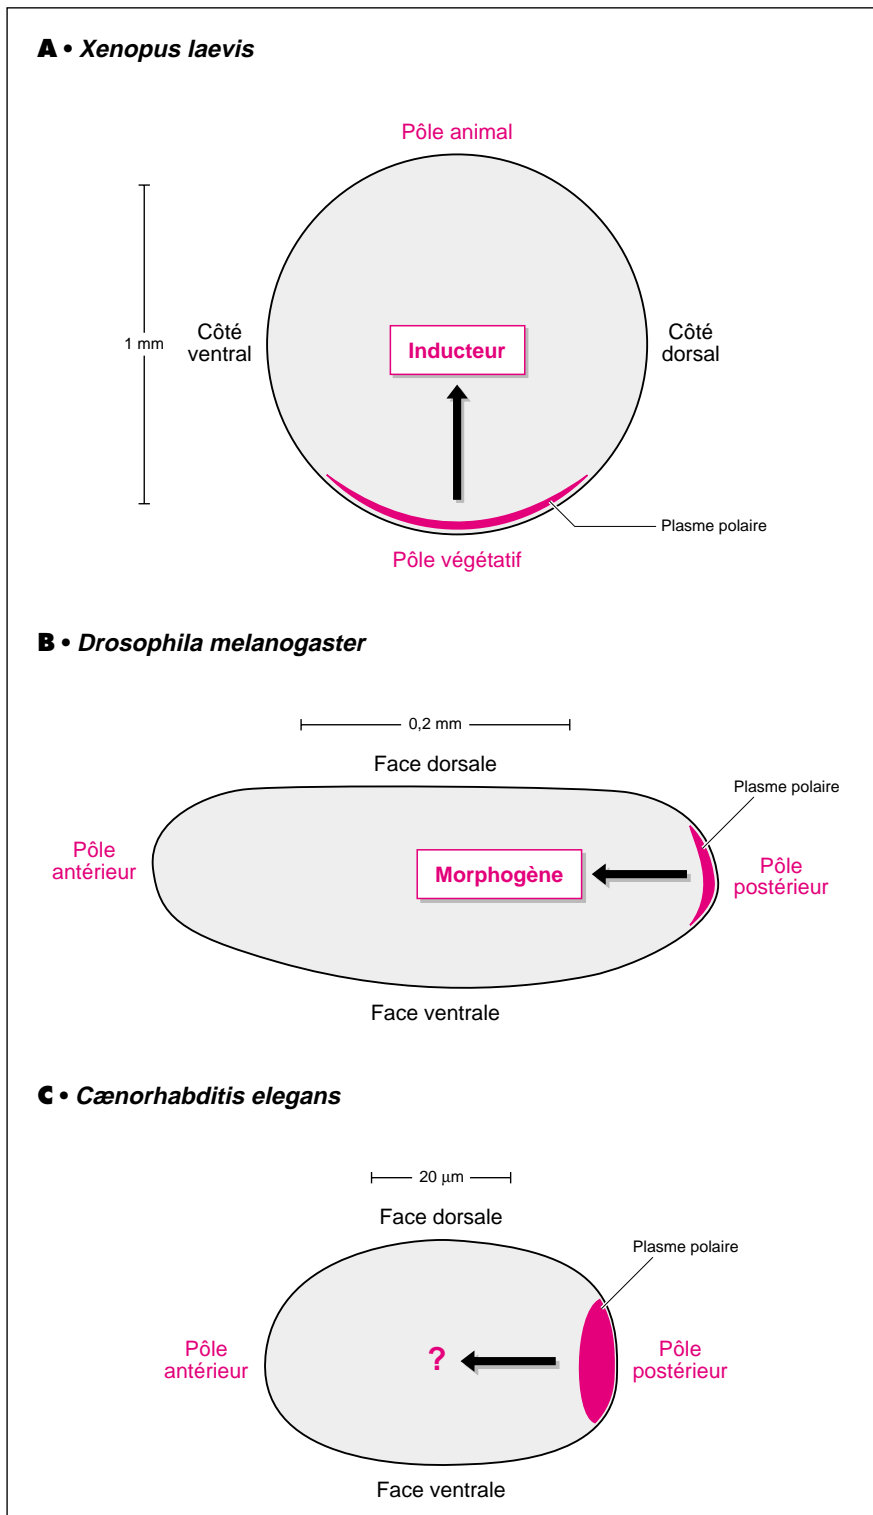 A • Xenopus laevis
Pôle animal
1 mm
Côté
ventral
Inducteur
Côté
dorsal
Plasme polaire
Pôle végétatif
B • Drosophila melanogaster
0,2 mm
Face dorsale
Plasme polaire
Pôle
antérieur
Morphogène
Pôle
postérieur
Face ventrale
C • Cænorhabditis elegans
20 µm
Face dorsale
Plasme polaire
Pôle
antérieur
?
Pôle
postérieur
Face ventrale